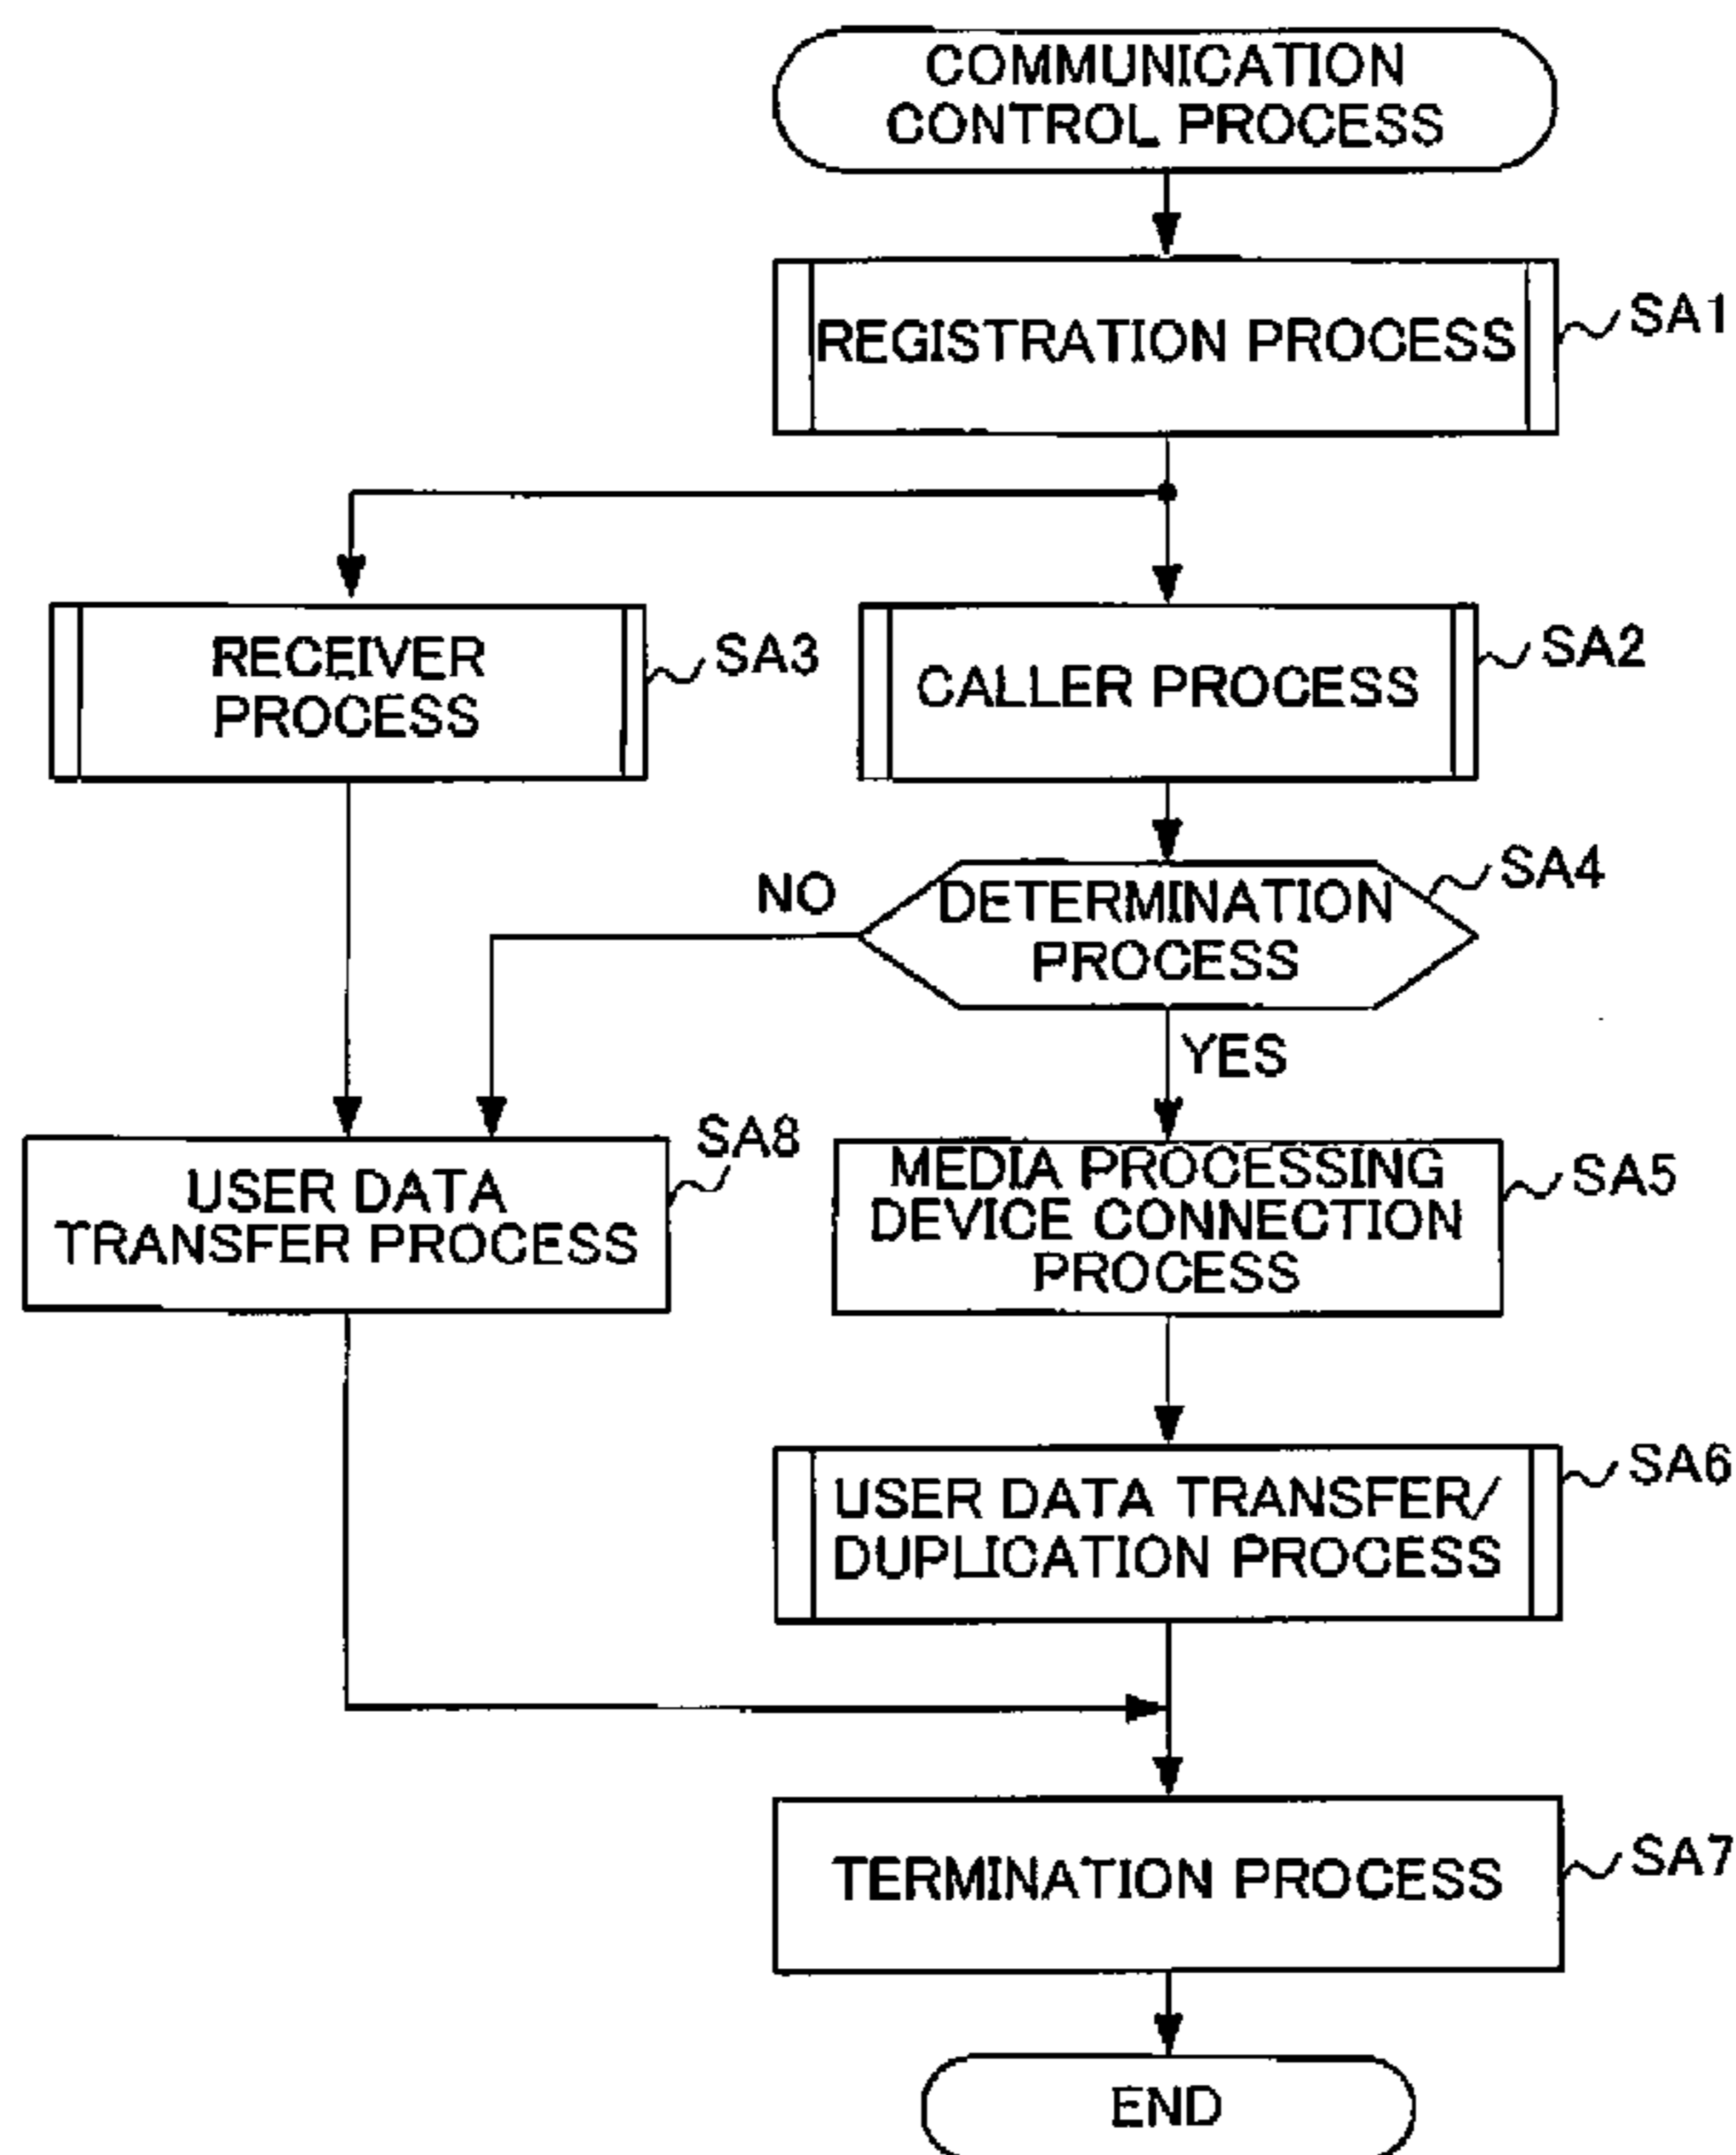 COMMUNICATION
CONTROL PROCESS
REGISTRATION PROCESS
SA1
RECEIVER
PROCESS
SA3
CALLER PROCESS
SA2
NO
DETERMINATION
PROCESS
SA4
YES
USER DATA
TRANSFER PROCESS
SA8
MEDIA PROCESSING
DEVICE CONNECTION
PROCESS
SA5
USER DATA TRANSFER/
DUPLICATION PROCESS
SA6
TERMINATION PROCESS
SA7
END